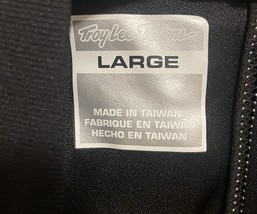 Troy Lee Designs
LARGE
MADE IN TAIWAN
FABRIQUE EN TAIWAN
HECHO EN TAIWAN